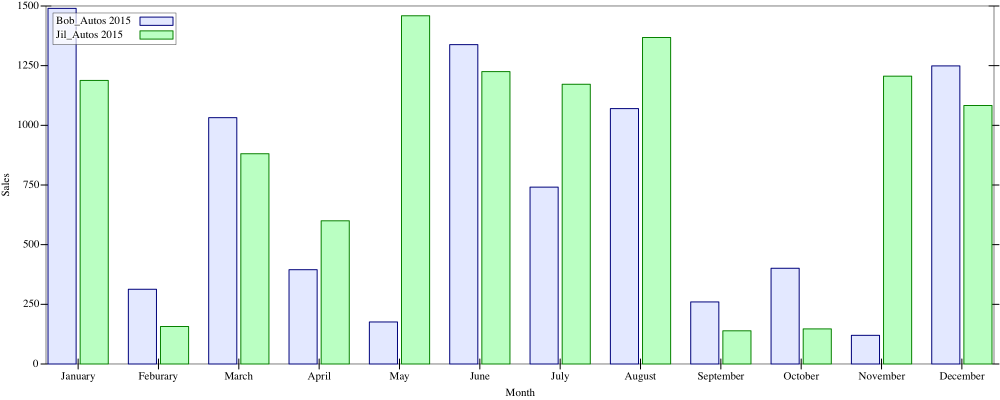 1500
Bob_Autos 2015
Jil_Autos 2015
1250
1000
750
Sales
500
250
0
January Feburary March April May June July August September October November December
Month